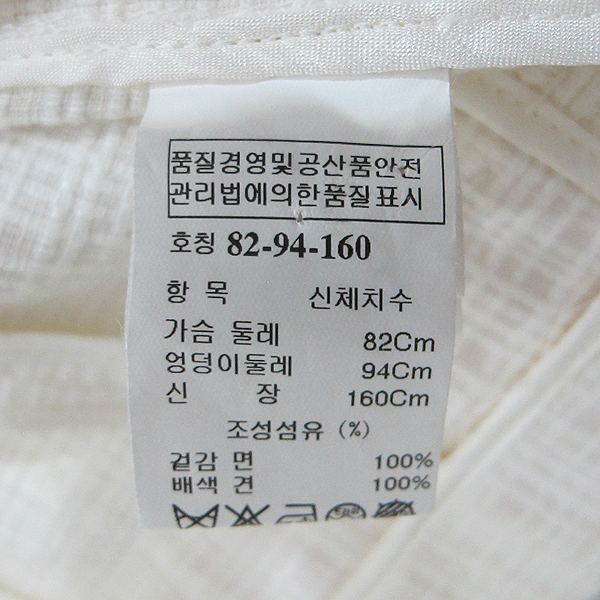 품질경영및공산품안전
관리법에의한품질표시
호칭 82-94-160
항 목 신체치수
가슴 둘레 82Cm
엉덩이둘레 94Cm
신 장 160Cm
조성섬유 (%)
겉감 면 100%
배색 견 100%